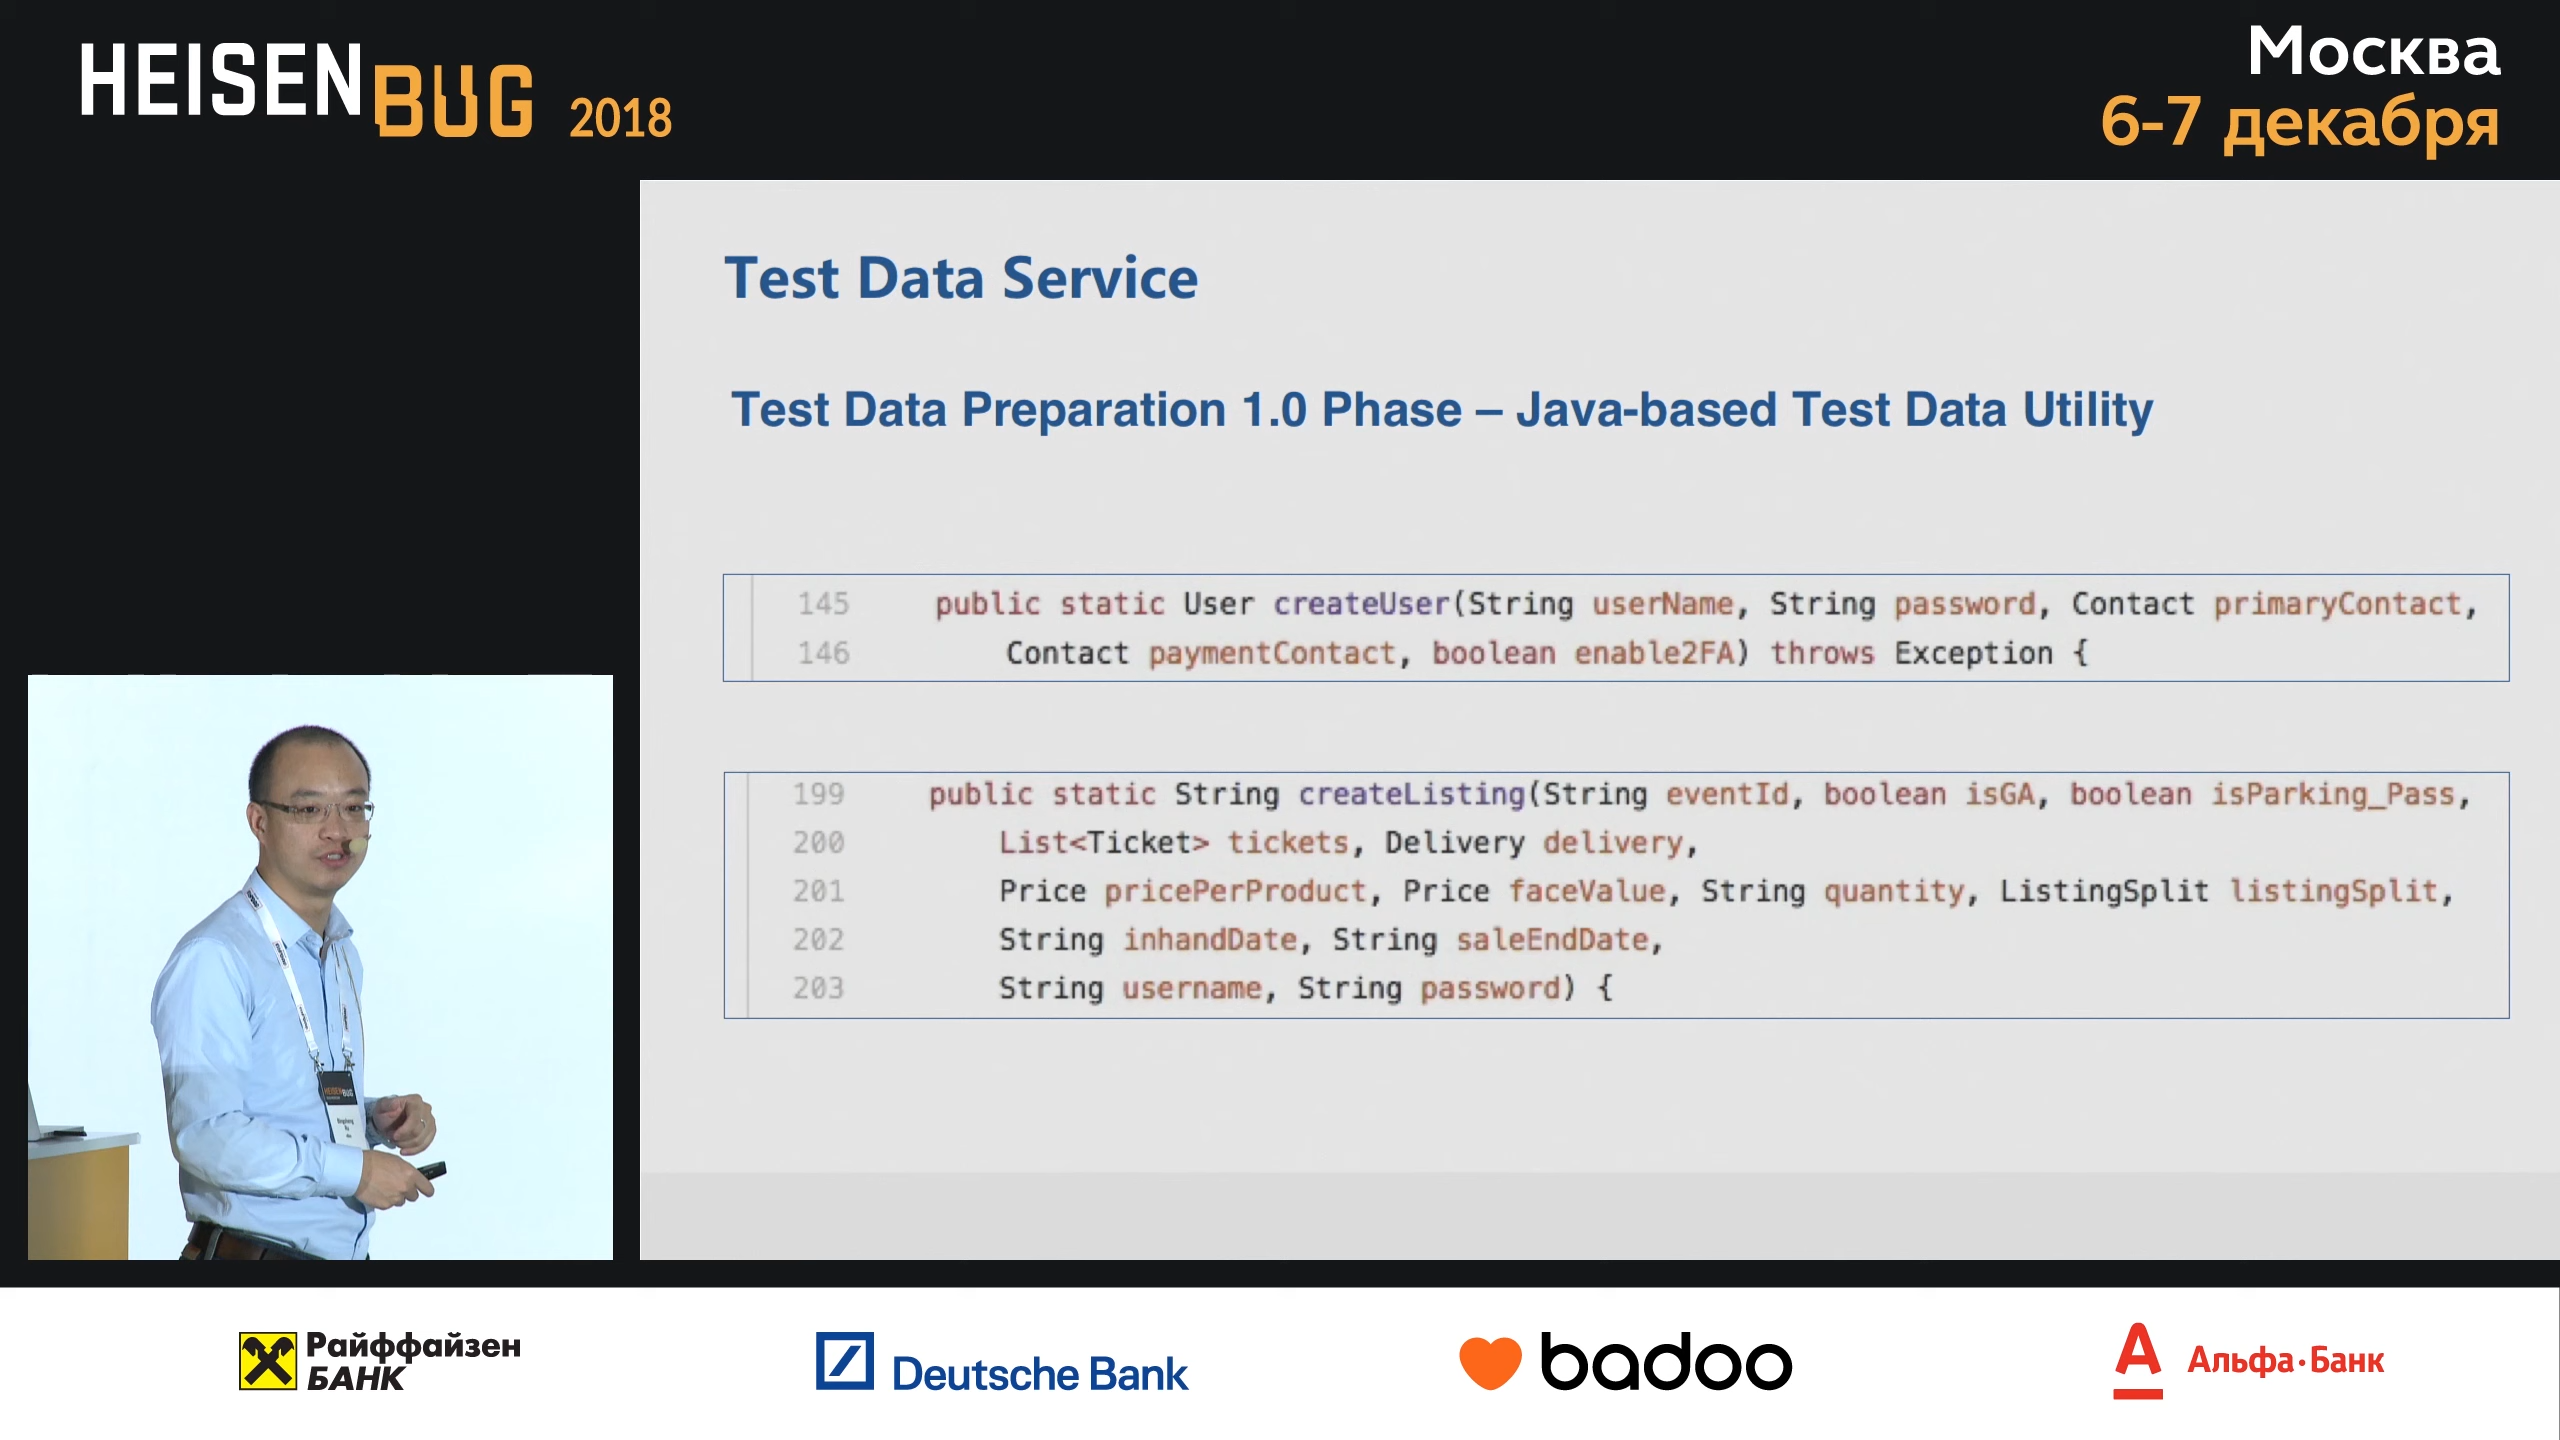 HEISENBUG 2018
Москва
6-7 декабря
Test Data Service
Test Data Preparation 1.0 Phase – Java-based Test Data Utility
145 public static User createUser(String userName, String password, Contact primaryContact,
146 Contact paymentContact, boolean enable2FA) throws Exception {
199 public static String createListing(String eventId, boolean isGA, boolean isParking_Pass,
200 List<Ticket> tickets, Delivery delivery,
201 Price pricePerProduct, Price faceValue, String quantity, ListingSplit listingSplit,
202 String inhandDate, String saleEndDate,
203 String username, String password) {
HEISENBUG
Райффайзен
БАНК
Deutsche Bank
badoo
Альфа·Банк